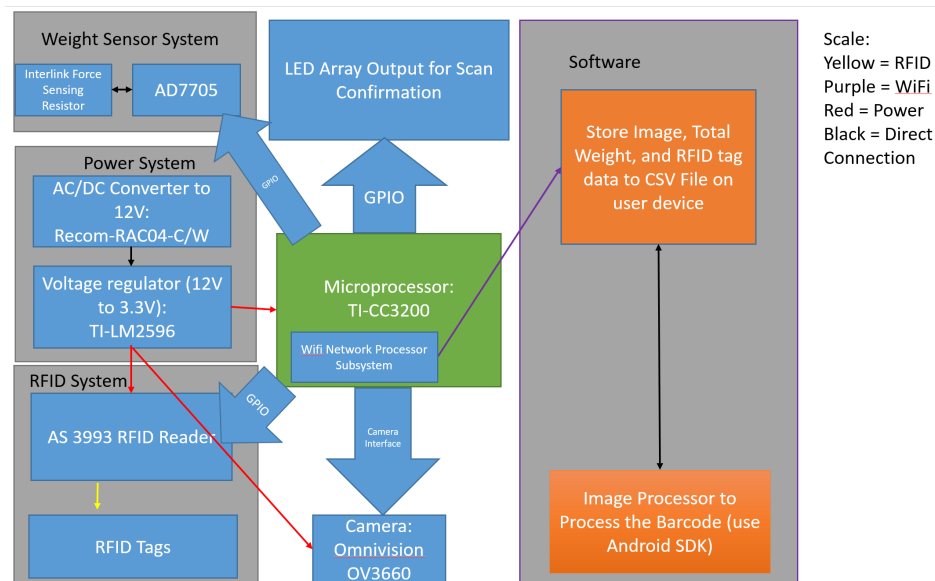 Weight Sensor System
Interlink Force
Sensing
Resistor
AD7705
LED Array Output for Scan
Confirmation
GPIO
GPIO
Power System
AC/DC Converter to
12V:
Recom-RAC04-C/W
Voltage regulator (12V
to 3.3V):
TI-LM2596
Microprocessor:
TI-CC3200
Wifi Network Processor
Subsystem
RFID System
AS 3993 RFID Reader
GPIO
RFID Tags
Camera
Interface
Camera:
Omnivision
OV3660
Software
Store Image, Total
Weight, and RFID tag
data to CSV File on
user device
Image Processor to
Process the Barcode (use
Android SDK)
Scale:
Yellow = RFID
Purple = WiFi
Red = Power
Black = Direct
Connection